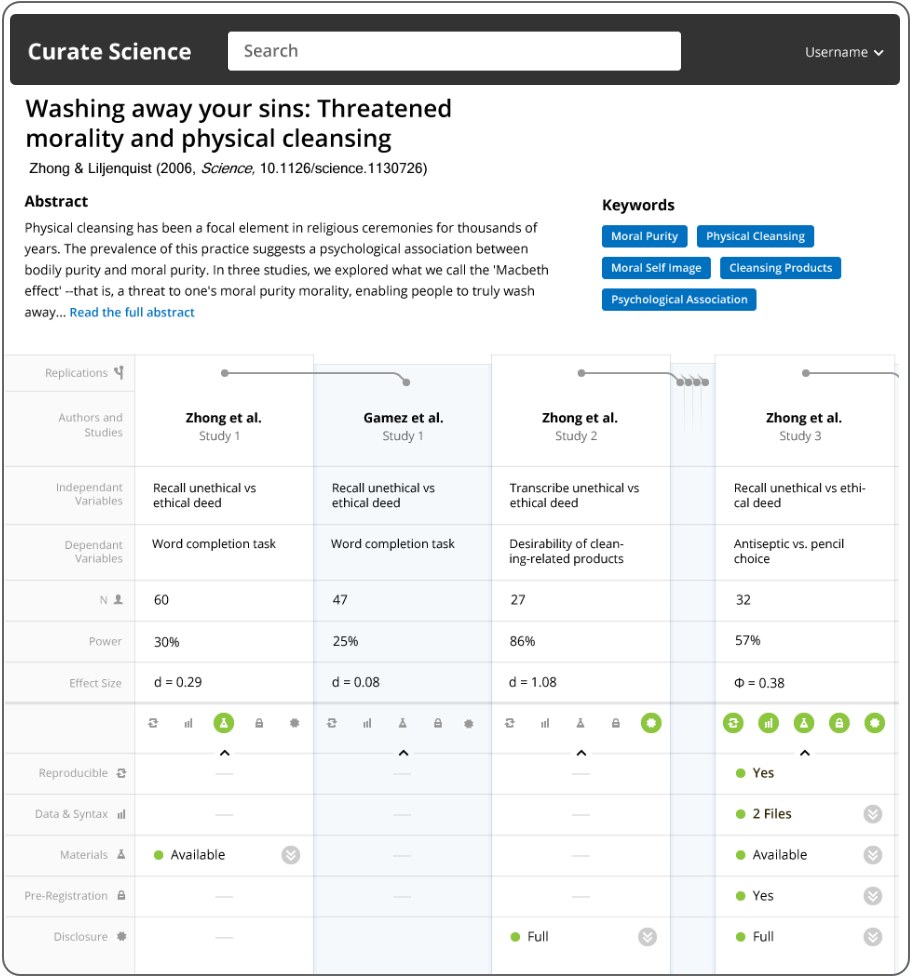 Curate Science
Search
Username
Washing away your sins: Threatened
morality and physical cleansing
Zhong & Liljenquist (2006, Science, 10.1126/science.1130726)
Abstract
Physical cleansing has been a focal element in religious ceremonies for thousands of
years. The prevalence of this practice suggests a psychological association between
bodily purity and moral purity. In three studies, we explored what we call the 'Macbeth
effect' --that is, a threat to one's moral purity morality, enabling people to truly wash
away... Read the full abstract
Keywords
Moral Purity
Physical Cleansing
Moral Self Image
Cleansing Products
Psychological Association
Replications
Authors and
Studies
Zhong et al.
Study 1
Gamez et al.
Study 1
Zhong et al.
Study 2
Zhong et al.
Study 3
Independant
Variables
Recall unethical vs
ethical deed
Recall unethical vs
ethical deed
Transcribe unethical vs
ethical deed
Recall unethical vs ethi-
cal deed
Dependant
Variables
Word completion task
Word completion task
Desirability of clean-
ing-related products
Antiseptic vs. pencil
choice
N
60
47
27
32
Power
30%
25%
86%
57%
Effect Size
d = 0.29
d = 0.08
d = 1.08
Φ = 0.38
Reproducible
Yes
Data & Syntax
2 Files
Materials
Available
Available
Pre-Registration
Yes
Disclosure
Full
Full